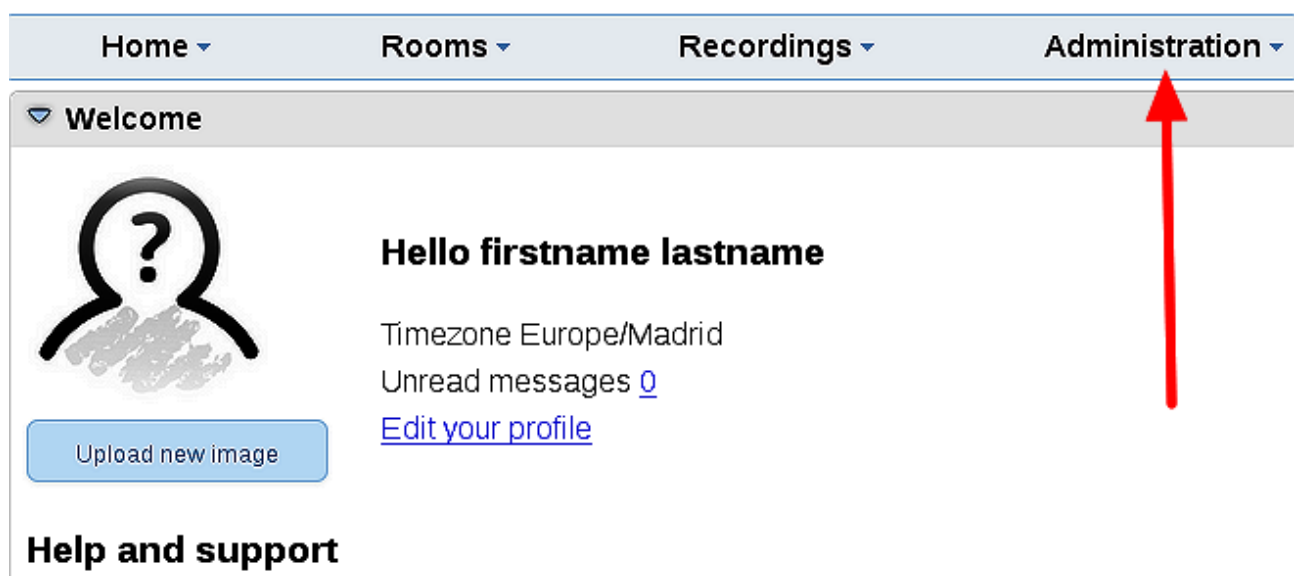 Home Rooms Recordings Administration
Welcome
?
Hello firstname lastname
Timezone Europe/Madrid
Unread messages 0
Edit your profile
Upload new image
Help and support